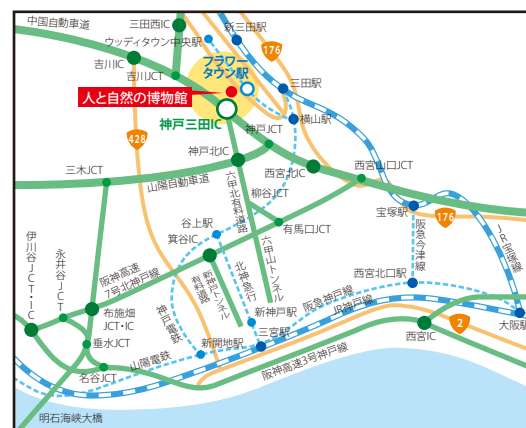 中国自動車道
三田西IC
新三田駅
ウッディタウン中央駅
176
吉川IC
フラワー
タウン駅
吉川JCT
三田駅
人と自然の博物館
横山駅
神戸三田IC
神戸JCT
428
神戸北IC
西宮山口JCT
三木JCT
西宮北IC
山陽自動車道
六甲北有料道路
柳谷JCT
宝塚駅
176
谷上駅
有馬口JCT
伊川谷JCT・IC
永井谷JCT
箕谷IC
六甲山トンネル
阪急今津線
JR宝塚線
阪神高速
7号北神戸線
北神急行
新神戸トンネル
有料道路
西宮北口駅
神戸電鉄
阪急神戸線
JR神戸線
新神戸駅
布施畑
JCT・IC
三宮駅
大阪駅
2
垂水JCT
新開地駅
西宮IC
山陽電鉄
名谷JCT
阪神高速3号神戸線
明石海峡大橋